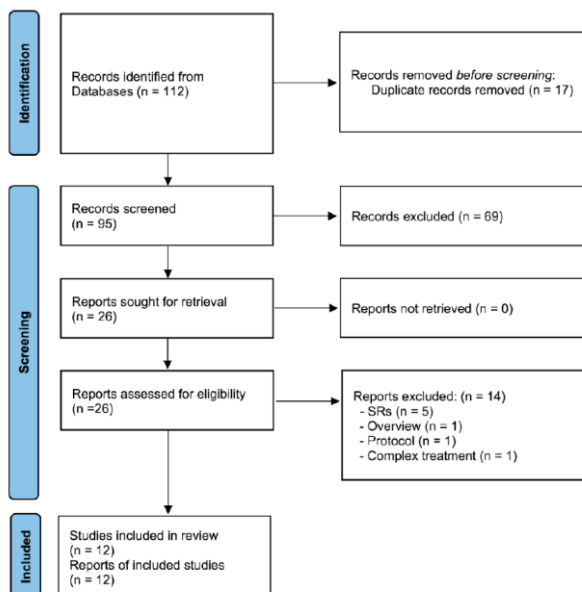 Identification
Records identified from
Databases (n = 112)
Records removed before screening:
Duplicate records removed (n = 17)
Screening
Records screened
(n = 95)
Records excluded (n = 69)
Reports sought for retrieval
(n = 26)
Reports not retrieved (n = 0)
Reports assessed for eligibility
(n =26)
Reports excluded: (n = 14)
- SRs (n = 5)
- Overview (n = 1)
- Protocol (n = 1)
- Complex treatment (n = 1)
Included
Studies included in review
(n = 12)
Reports of included studies
(n = 12)